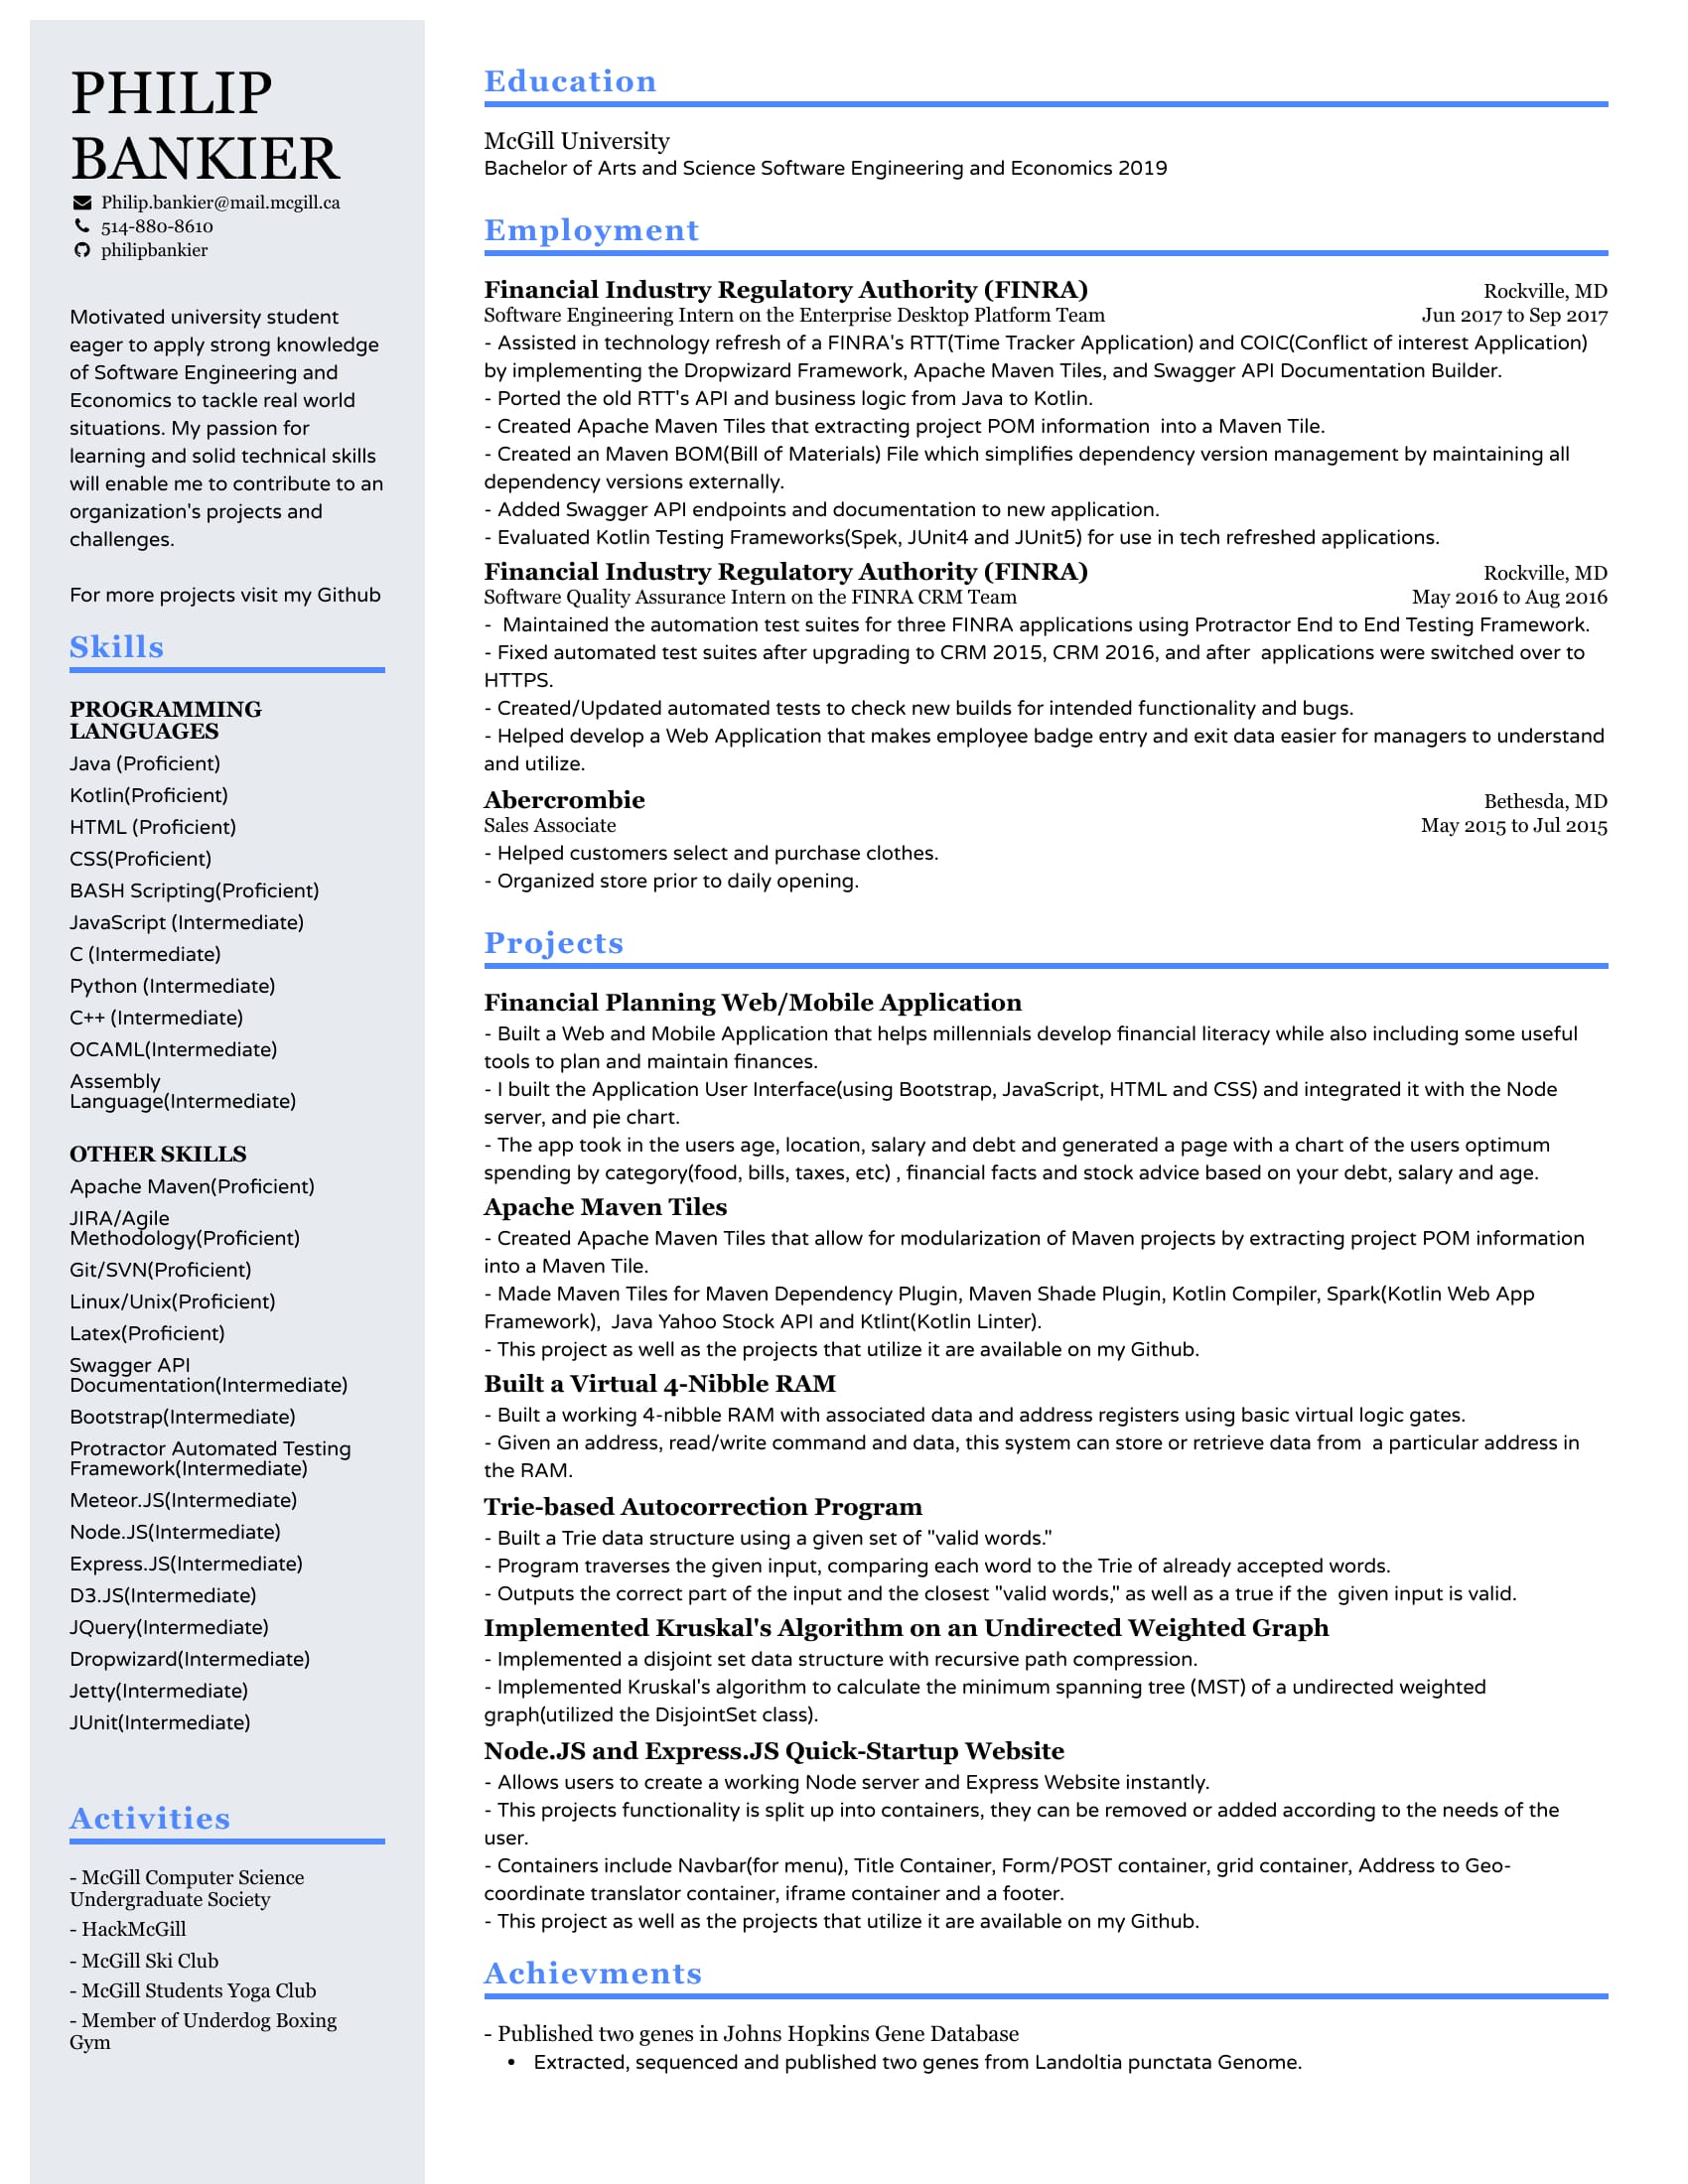 PHILIP
BANKIER
Philip.bankier@mail.mcgill.ca
514-880-8610
philipbankier
Motivated university student
eager to apply strong knowledge
of Software Engineering and
Economics to tackle real world
situations. My passion for
learning and solid technical skills
will enable me to contribute to an
organization's projects and
challenges.
For more projects visit my Github
Skills
PROGRAMMING
LANGUAGES
Java (Proficient)
Kotlin(Proficient)
HTML (Proficient)
CSS(Proficient)
BASH Scripting(Proficient)
JavaScript (Intermediate)
C (Intermediate)
Python (Intermediate)
C++ (Intermediate)
OCAML(Intermediate)
Assembly
Language(Intermediate)
OTHER SKILLS
Apache Maven(Proficient)
JIRA/Agile
Methodology(Proficient)
Git/SVN(Proficient)
Linux/Unix(Proficient)
Latex(Proficient)
Swagger API
Documentation(Intermediate)
Bootstrap(Intermediate)
Protractor Automated Testing
Framework(Intermediate)
Meteor.JS(Intermediate)
Node.JS(Intermediate)
Express.JS(Intermediate)
D3.JS(Intermediate)
JQuery(Intermediate)
Dropwizard(Intermediate)
Jetty(Intermediate)
JUnit(Intermediate)
Activities
- McGill Computer Science
Undergraduate Society
- HackMcGill
- McGill Ski Club
- McGill Students Yoga Club
- Member of Underdog Boxing
Gym
Education
McGill University
Bachelor of Arts and Science Software Engineering and Economics 2019
Employment
Financial Industry Regulatory Authority (FINRA) Rockville, MD
Software Engineering Intern on the Enterprise Desktop Platform Team Jun 2017 to Sep 2017
- Assisted in technology refresh of a FINRA's RTT(Time Tracker Application) and COIC(Conflict of interest Application)
by implementing the Dropwizard Framework, Apache Maven Tiles, and Swagger API Documentation Builder.
- Ported the old RTT's API and business logic from Java to Kotlin.
- Created Apache Maven Tiles that extracting project POM information into a Maven Tile.
- Created an Maven BOM(Bill of Materials) File which simplifies dependency version management by maintaining all
dependency versions externally.
- Added Swagger API endpoints and documentation to new application.
- Evaluated Kotlin Testing Frameworks(Spek, JUnit4 and JUnit5) for use in tech refreshed applications.
Financial Industry Regulatory Authority (FINRA) Rockville, MD
Software Quality Assurance Intern on the FINRA CRM Team May 2016 to Aug 2016
- Maintained the automation test suites for three FINRA applications using Protractor End to End Testing Framework.
- Fixed automated test suites after upgrading to CRM 2015, CRM 2016, and after applications were switched over to
HTTPS.
- Created/Updated automated tests to check new builds for intended functionality and bugs.
- Helped develop a Web Application that makes employee badge entry and exit data easier for managers to understand
and utilize.
Abercrombie Bethesda, MD
Sales Associate May 2015 to Jul 2015
- Helped customers select and purchase clothes.
- Organized store prior to daily opening.
Projects
Financial Planning Web/Mobile Application
- Built a Web and Mobile Application that helps millennials develop financial literacy while also including some useful
tools to plan and maintain finances.
- I built the Application User Interface(using Bootstrap, JavaScript, HTML and CSS) and integrated it with the Node
server, and pie chart.
- The app took in the users age, location, salary and debt and generated a page with a chart of the users optimum
spending by category(food, bills, taxes, etc) , financial facts and stock advice based on your debt, salary and age.
Apache Maven Tiles
- Created Apache Maven Tiles that allow for modularization of Maven projects by extracting project POM information
into a Maven Tile.
- Made Maven Tiles for Maven Dependency Plugin, Maven Shade Plugin, Kotlin Compiler, Spark(Kotlin Web App
Framework), Java Yahoo Stock API and Ktlint(Kotlin Linter).
- This project as well as the projects that utilize it are available on my Github.
Built a Virtual 4-Nibble RAM
- Built a working 4-nibble RAM with associated data and address registers using basic virtual logic gates.
- Given an address, read/write command and data, this system can store or retrieve data from a particular address in
the RAM.
Trie-based Autocorrection Program
- Built a Trie data structure using a given set of "valid words."
- Program traverses the given input, comparing each word to the Trie of already accepted words.
- Outputs the correct part of the input and the closest "valid words," as well as a true if the given input is valid.
Implemented Kruskal's Algorithm on an Undirected Weighted Graph
- Implemented a disjoint set data structure with recursive path compression.
- Implemented Kruskal's algorithm to calculate the minimum spanning tree (MST) of a undirected weighted
graph(utilized the DisjointSet class).
Node.JS and Express.JS Quick-Startup Website
- Allows users to create a working Node server and Express Website instantly.
- This projects functionality is split up into containers, they can be removed or added according to the needs of the
user.
- Containers include Navbar(for menu), Title Container, Form/POST container, grid container, Address to Geo-
coordinate translator container, iframe container and a footer.
- This project as well as the projects that utilize it are available on my Github.
Achievments
- Published two genes in Johns Hopkins Gene Database
• Extracted, sequenced and published two genes from Landoltia punctata Genome.